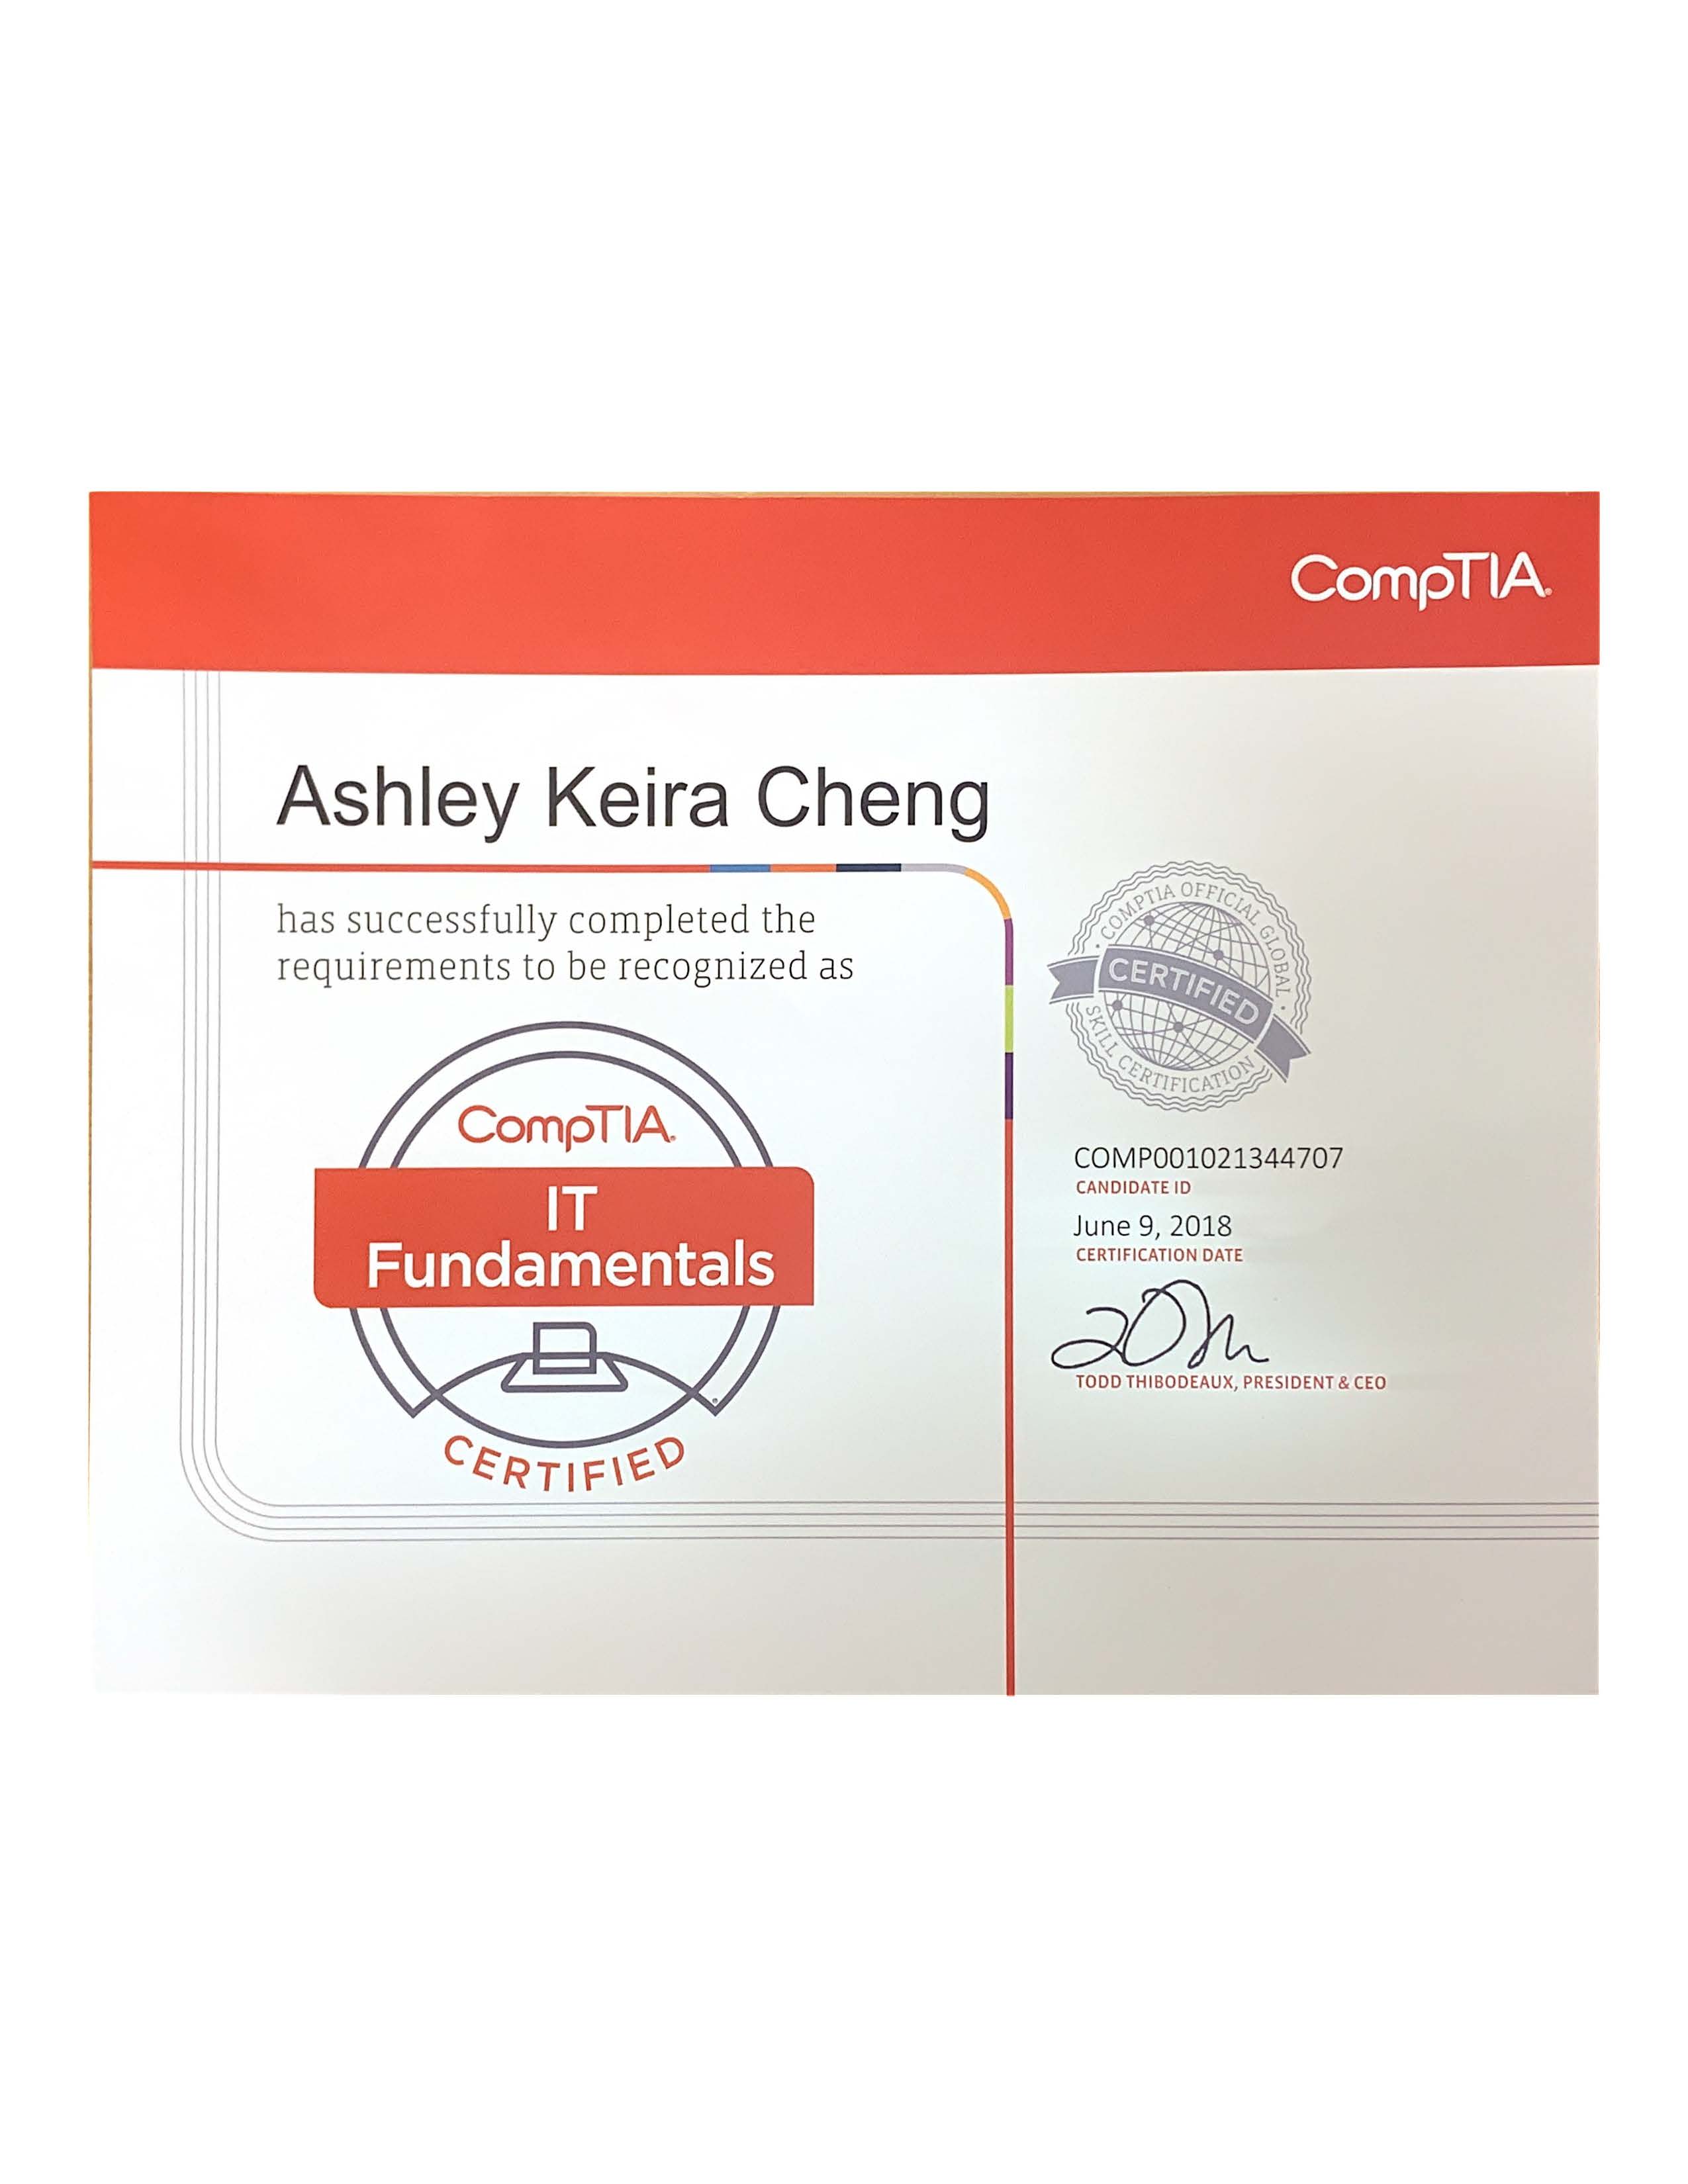 CompTIA.
Ashley Keira Cheng
has successfully completed the
requirements to be recognized as
CompTIA.
IT
Fundamentals
CERTIFIED
COMPTIA OFFICIAL GLOBAL
CERTIFIED
SKILL CERTIFICATION
COMP001021344707
CANDIDATE ID
June 9, 2018
CERTIFICATION DATE
TODD THIBODEAUX, PRESIDENT & CEO